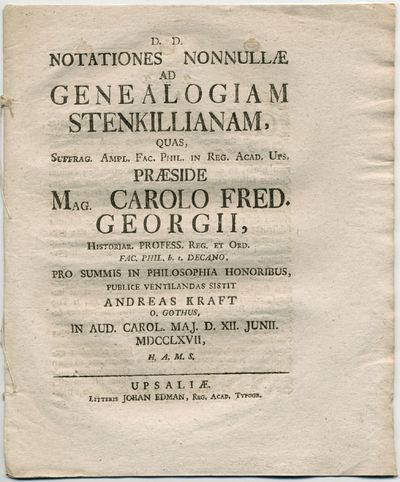 D. D.
NOTATIONES NONNULLÆ
AD
GENEALOGIAM
STENKILLIANAM,
QUAS,
SUFFRAG. AMPL. FAC. PHIL. IN REG. ACAD. UPS.
PRÆSIDE
MAG. CAROLO FRED.
GEORGII,
HISTORIAR. PROFESS. REG. ET ORD.
FAC. PHIL. h. t. DECANO,
PRO SUMMIS IN PHILOSOPHIA HONORIBUS,
PUBLICE VENTILANDAS SISTIT
ANDREAS KRAFT
O. GOTHUS,
IN AUD. CAROL. MAJ. D. XII. JUNII.
MDCCLXVII,
H. A. M. S.
UPSALIÆ.
LITTERIS JOHAN EDMAN, REG. ACAD. TYPOGR.